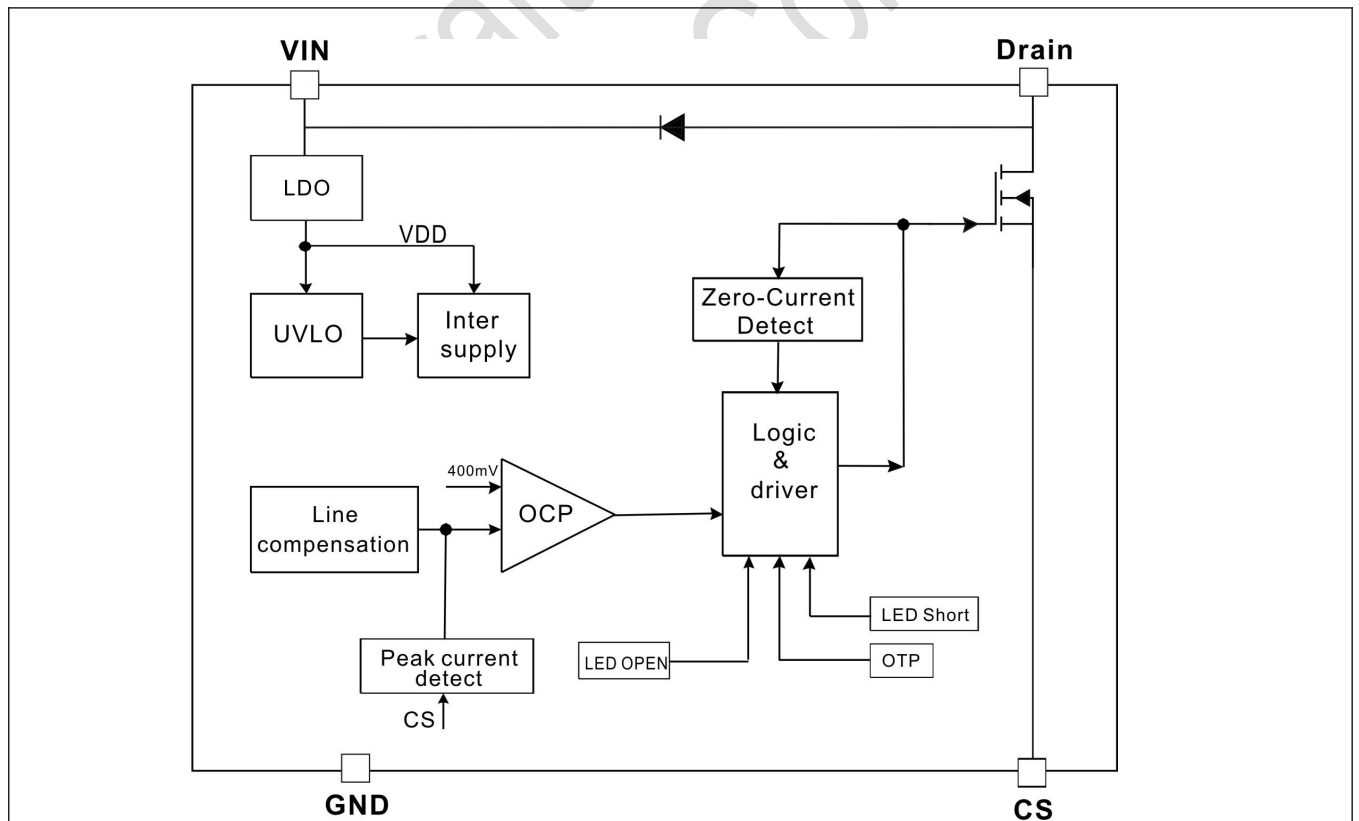 VIN
Drain
LDO
VDD
UVLO
Inter
supply
Zero-Current
Detect
Logic
&
driver
400mV
OCP
Line
compensation
LED Short
Peak current
detect
LED OPEN
OTP
CS
GND
CS